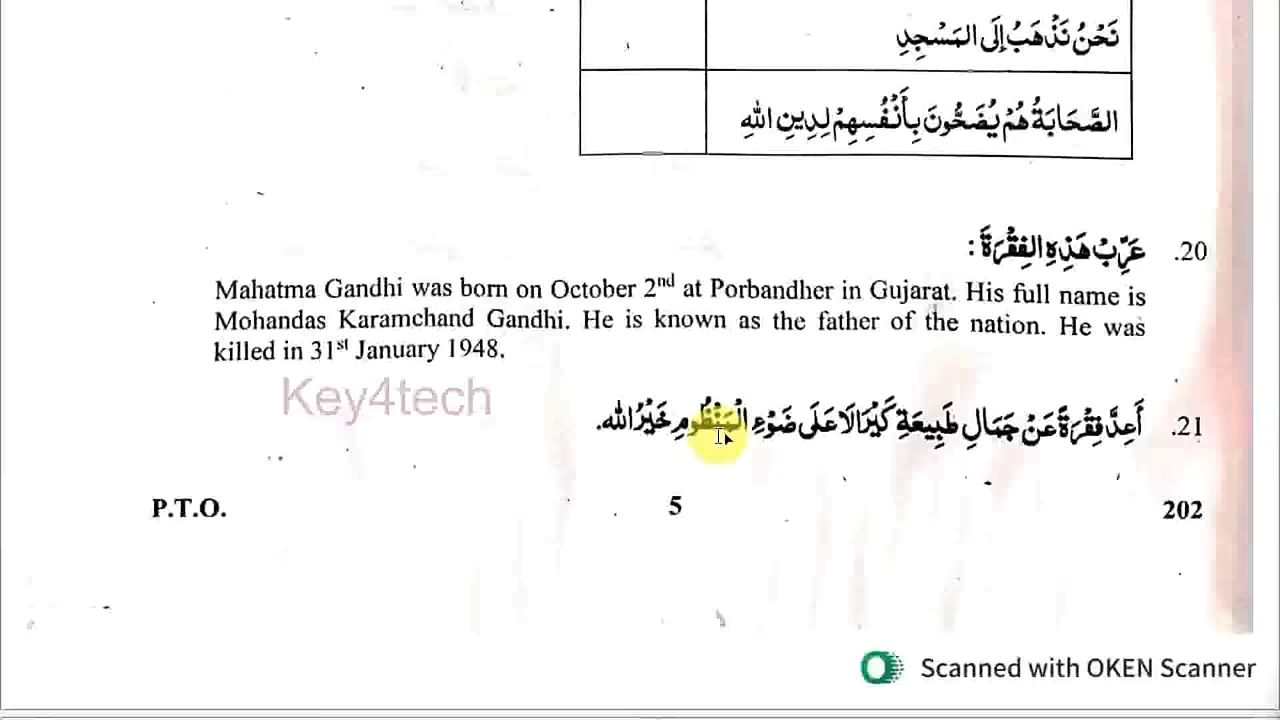 نَحْنُ نَذْهَبُ إِلَى المَسْجِدِ
الصَّحَابَةُ هُمْ يُضَحُّونَ بِأَنْفُسِهِمْ لِدِينِ اللهِ
20. عَرِّبْ هَذِهِ الفِقْرَةَ :
Mahatma Gandhi was born on October 2nd at Porbandher in Gujarat. His full name is
Mohandas Karamchand Gandhi. He is known as the father of the nation. He was
killed in 31st January 1948.
Key4tech
21. أَعِدَّ فِقْرَةً عَنْ جَمَالِ طَبِيعَةِ كَيْرَالَا عَلَى ضَوْءِ الْمَنْظُومِ خَيْرُ الله.
P.T.O. 5 202
Scanned with OKEN Scanner